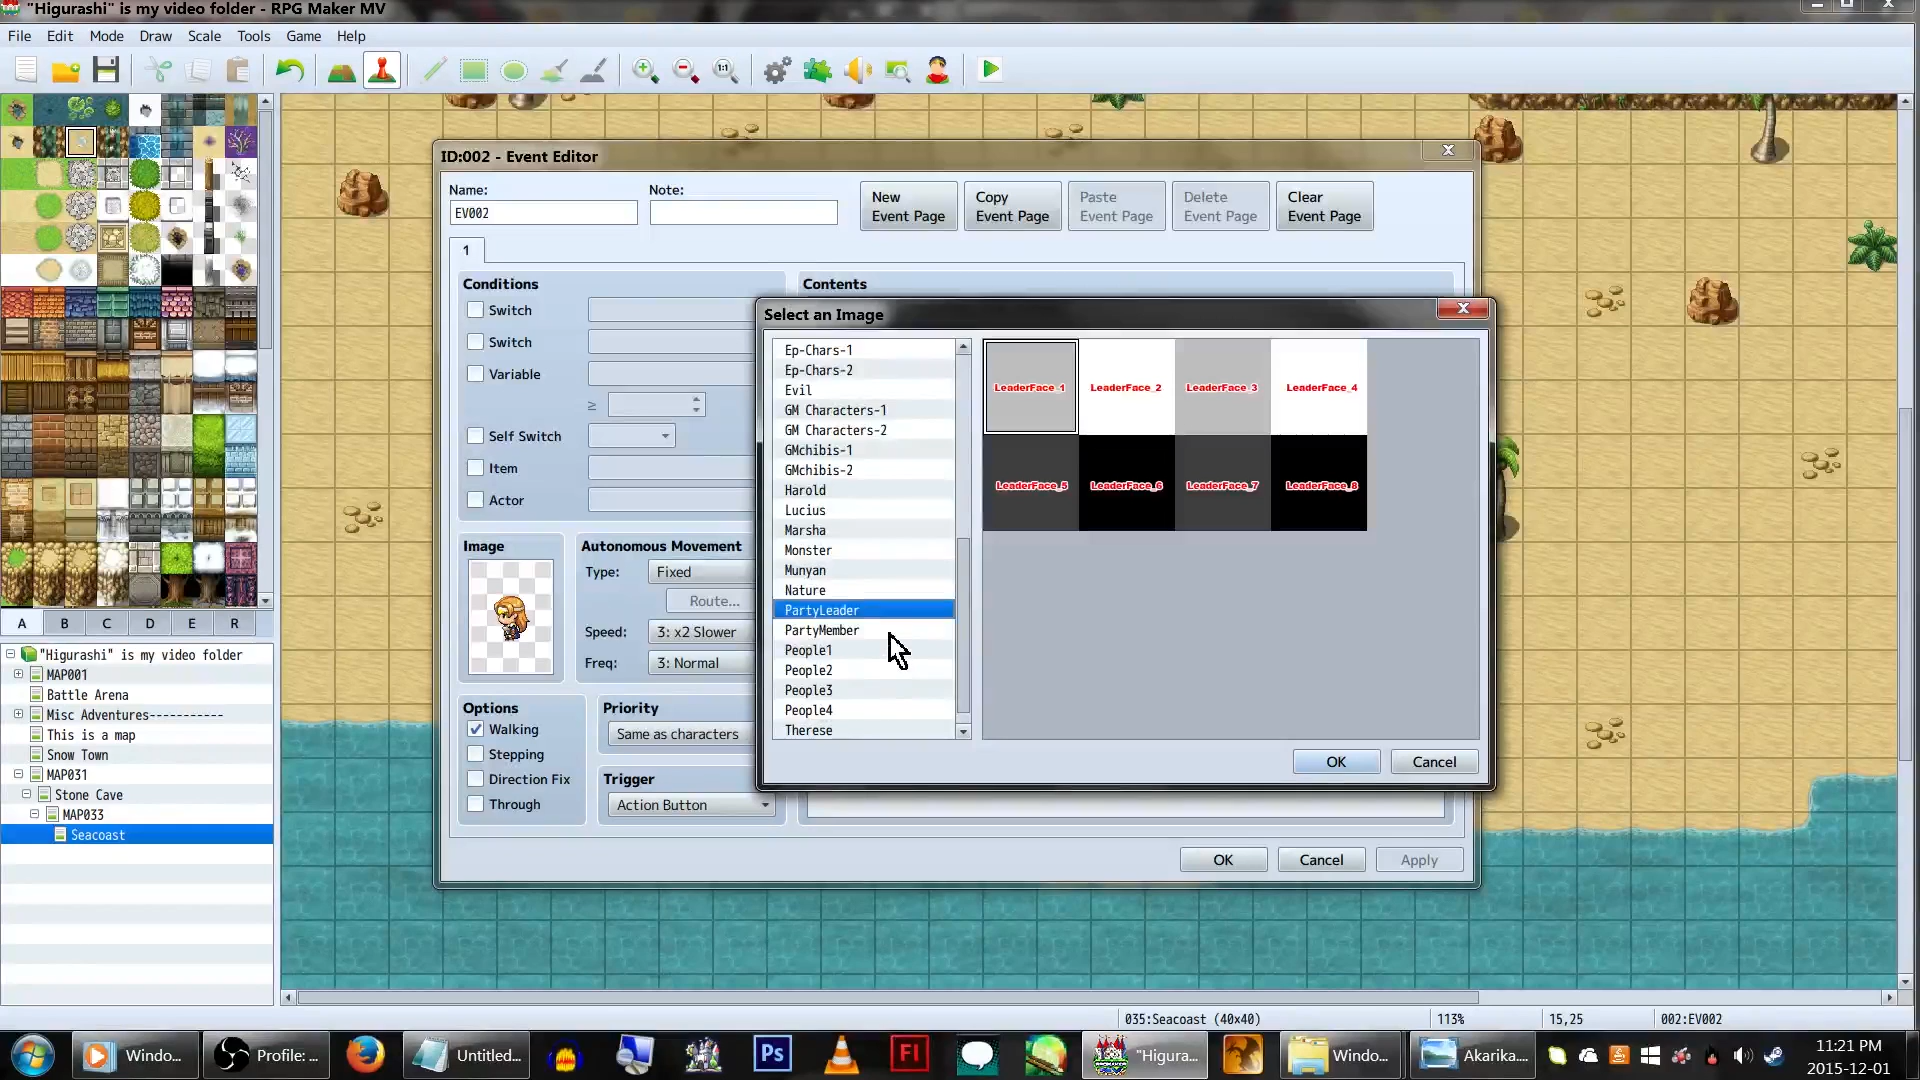 "Higurashi" is my video folder - RPG Maker MV
File Edit Mode Draw Scale Tools Game Help
1:1
ID:002 - Event Editor
Name:
EV002
Note:
New Event Page
Copy Event Page
Paste Event Page
Delete Event Page
Clear Event Page
1
Conditions
Switch
Switch
Variable
≥
Self Switch
Item
Actor
Image
Autonomous Movement
Type: Fixed
Route...
Speed: 3: x2 Slower
Freq: 3: Normal
Options
Walking
Stepping
Direction Fix
Through
Priority
Same as characters
Trigger
Action Button
Contents
OK Cancel Apply
Select an Image
Ep-Chars-1
Ep-Chars-2
Evil
GM Characters-1
GM Characters-2
GMchibis-1
GMchibis-2
Harold
Lucius
Marsha
Monster
Munyan
Nature
PartyLeader
PartyMember
People1
People2
People3
People4
Therese
LeaderFace_1 LeaderFace_2 LeaderFace_3 LeaderFace_4
LeaderFace_5 LeaderFace_6 LeaderFace_7 LeaderFace_8
OK Cancel
A B C D E R
"Higurashi" is my video folder
MAP001
Battle Arena
Misc Adventures-----------
This is a map
Snow Town
MAP031
Stone Cave
MAP033
Seacoast
035:Seacoast (40x40) 113% 15,25 002:EV002
Windo... Profile: ... Untitled... Ps Fl "Higura... Windo... Akarika....
11:21 PM
2015-12-01